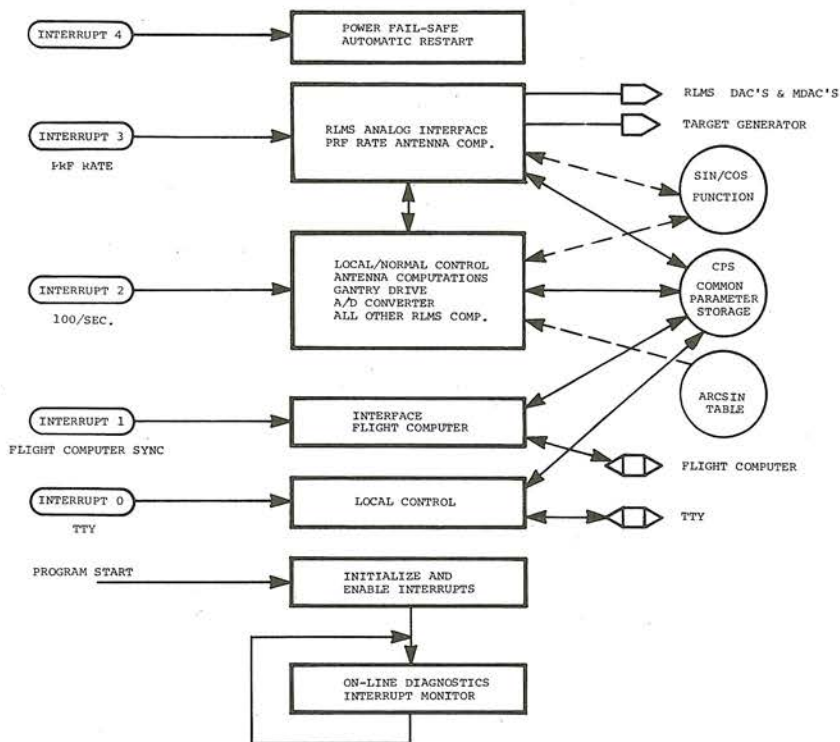 INTERRUPT 4
POWER FAIL-SAFE
AUTOMATIC RESTART
INTERRUPT 3
PRF RATE
RLMS ANALOG INTERFACE
PRF RATE ANTENNA COMP.
RLMS DAC'S & MDAC'S
TARGET GENERATOR
SIN/COS
FUNCTION
INTERRUPT 2
100/SEC.
LOCAL/NORMAL CONTROL
ANTENNA COMPUTATIONS
GANTRY DRIVE
A/D CONVERTER
ALL OTHER RLMS COMP.
CPS
COMMON
PARAMETER
STORAGE
ARCSIN
TABLE
INTERRUPT 1
FLIGHT COMPUTER SYNC
INTERFACE
FLIGHT COMPUTER
FLIGHT COMPUTER
INTERRUPT 0
TTY
LOCAL CONTROL
TTY
PROGRAM START
INITIALIZE AND
ENABLE INTERRUPTS
ON-LINE DIAGNOSTICS
INTERRUPT MONITOR